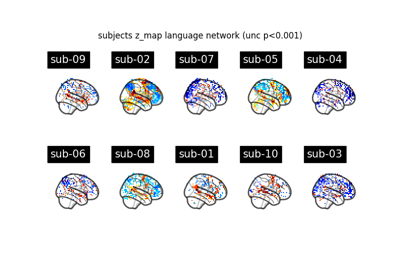 subjects z_map language network (unc p<0.001)
sub-09 sub-02 sub-07 sub-05 sub-04
sub-06 sub-08 sub-01 sub-10 sub-03